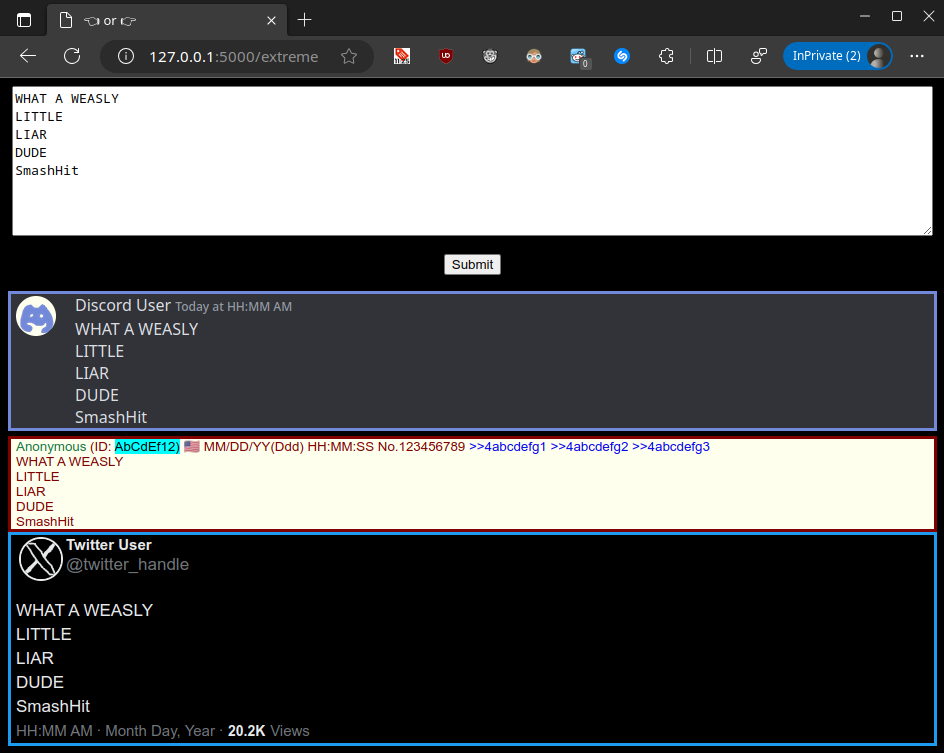 👈 or 👉
127.0.0.1:5000/extreme
0
InPrivate (2)
WHAT A WEASLY
LITTLE
LIAR
DUDE
SmashHit
Submit
Discord User Today at HH:MM AM
WHAT A WEASLY
LITTLE
LIAR
DUDE
SmashHit
Anonymous (ID: AbCdEf12) 🇺🇸 MM/DD/YY(Ddd) HH:MM:SS No.123456789 >>4abcdefg1 >>4abcdefg2 >>4abcdefg3
WHAT A WEASLY
LITTLE
LIAR
DUDE
SmashHit
Twitter User
@twitter_handle
WHAT A WEASLY
LITTLE
LIAR
DUDE
SmashHit
HH:MM AM · Month Day, Year · 20.2K Views